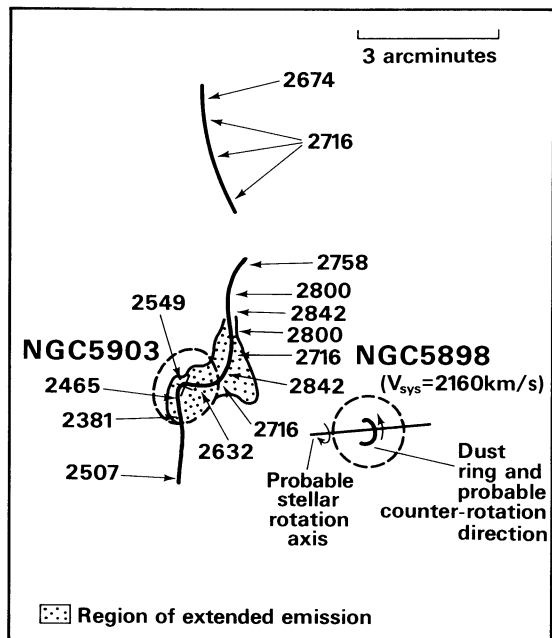 3 arcminutes
2674
2716
2758
2800
2842
2800
2549
NGC5903
2716
NGC5898
2465
2842
(Vsys=2160km/s)
2381
2632
2716
2507
Probable
stellar
rotation
axis
Dust
ring and
probable
counter-rotation
direction
Region of extended emission